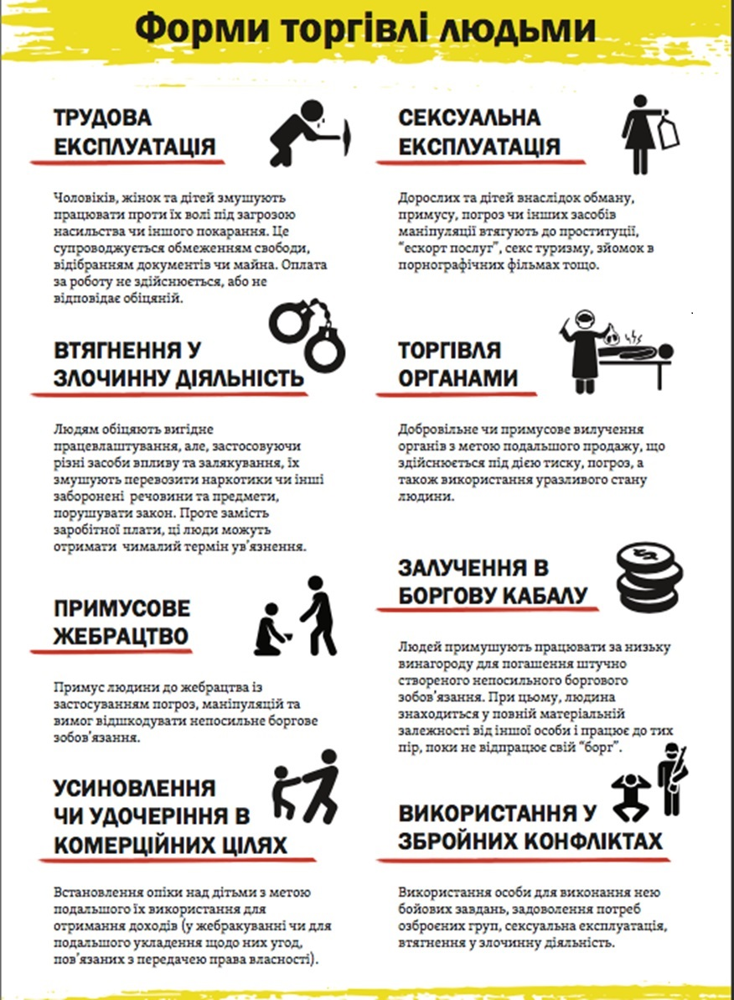 Форми торгівлі людьми
ТРУДОВА
ЕКСПЛУАТАЦІЯ
Чоловіків, жінок та дітей змушують
працювати проти їх волі під загрозою
насильства чи іншого покарання. Це
супроводжується обмеженням свободи,
відібранням документів чи майна. Оплата
за роботу не здійснюється, або не
відповідає обіцяній.
СЕКСУАЛЬНА
ЕКСПЛУАТАЦІЯ
Дорослих та дітей внаслідок обману,
примусу, погроз чи інших засобів
маніпуляції втягують до проституції,
“ескорт послуг”, секс туризму, зйомок в
порнографічних фільмах тощо.
ВТЯГНЕННЯ У
ЗЛОЧИННУ ДІЯЛЬНІСТЬ
Людям обіцяють вигідне
працевлаштування, але, застосовуючи
різні засоби впливу та залякування, їх
змушують перевозити наркотики чи інші
заборонені речовини та предмети,
порушувати закон. Проте замість
заробітної плати, ці люди можуть
отримати чималий термін ув’язнення.
ТОРГІВЛЯ
ОРГАНАМИ
Добровільне чи примусове вилучення
органів з метою подальшого продажу, що
здійснюється під дією тиску, погроз, а
також використання уразливого стану
людини.
ПРИМУСОВЕ
ЖЕБРАЦТВО
Примус людини до жебрацтва із
застосуванням погроз, маніпуляцій та
вимог відшкодувати непосильне боргове
зобов’язання.
ЗАЛУЧЕННЯ В
БОРГОВУ КАБАЛУ
Людей примушують працювати за низьку
винагороду для погашення штучно
створеного непосильного боргового
зобов’язання. При цьому, людина
знаходиться у повній матеріальній
залежності від іншої особи і працює до тих
пір, поки не відпрацює свій “борг”.
УСИНОВЛЕННЯ
ЧИ УДОЧЕРІННЯ В
КОМЕРЦІЙНИХ ЦІЛЯХ
Встановлення опіки над дітьми з метою
подальшого їх використання для
отримання доходів (у жебракуванні чи для
подальшого укладення щодо них угод,
пов’язаних з передачею права власності).
ВИКОРИСТАННЯ У
ЗБРОЙНИХ КОНФЛІКТАХ
Використання особи для виконання нею
бойових завдань, задоволення потреб
озброєних груп, сексуальна експлуатація,
втягнення у злочинну діяльність.